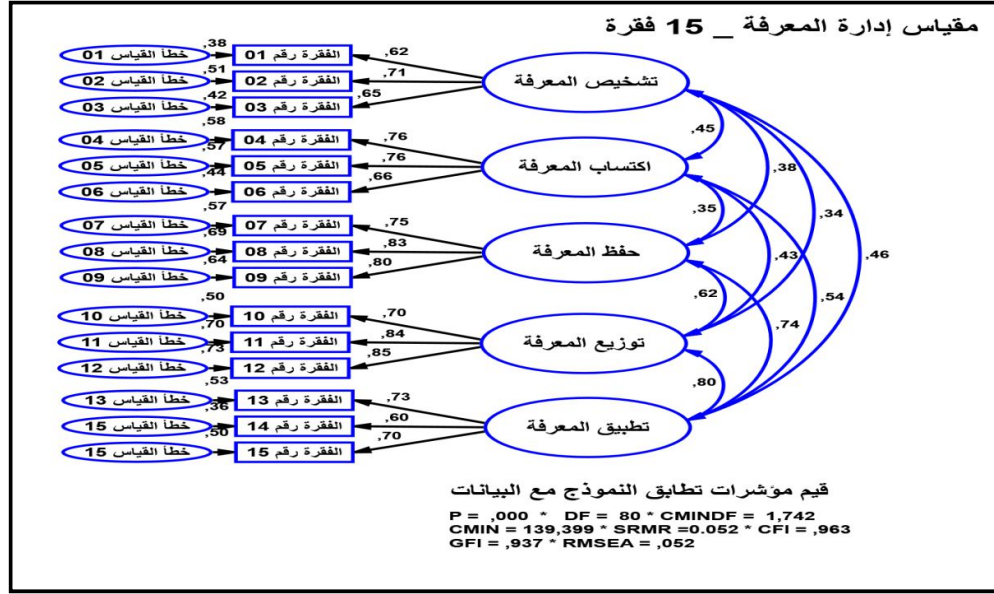 مقياس إدارة المعرفة _ 15 فقرة
تشخيص المعرفة
,62 الفقرة رقم 01 ,38 خطأ القياس 01
,71 الفقرة رقم 02 ,51 خطأ القياس 02
,65 الفقرة رقم 03 ,42 خطأ القياس 03
اكتساب المعرفة
,76 الفقرة رقم 04 ,58 خطأ القياس 04
,76 الفقرة رقم 05 ,57 خطأ القياس 05
,66 الفقرة رقم 06 ,44 خطأ القياس 06
حفظ المعرفة
,75 الفقرة رقم 07 ,57 خطأ القياس 07
,83 الفقرة رقم 08 ,69 خطأ القياس 08
,80 الفقرة رقم 09 ,64 خطأ القياس 09
توزيع المعرفة
,70 الفقرة رقم 10 ,50 خطأ القياس 10
,84 الفقرة رقم 11 ,70 خطأ القياس 11
,85 الفقرة رقم 12 ,73 خطأ القياس 12
تطبيق المعرفة
,73 الفقرة رقم 13 ,53 خطأ القياس 13
,60 الفقرة رقم 14 ,36 خطأ القياس 15
,70 الفقرة رقم 15 ,50 خطأ القياس 15
,45
,38
,34
,46
,35
,43
,54
,62
,74
,80
قيم مؤشرات تطابق النموذج مع البيانات
P = ,000 * DF = 80 * CMINDF = 1,742
CMIN = 139,399 * SRMR =0.052 * CFI = ,963
GFI = ,937 * RMSEA = ,052